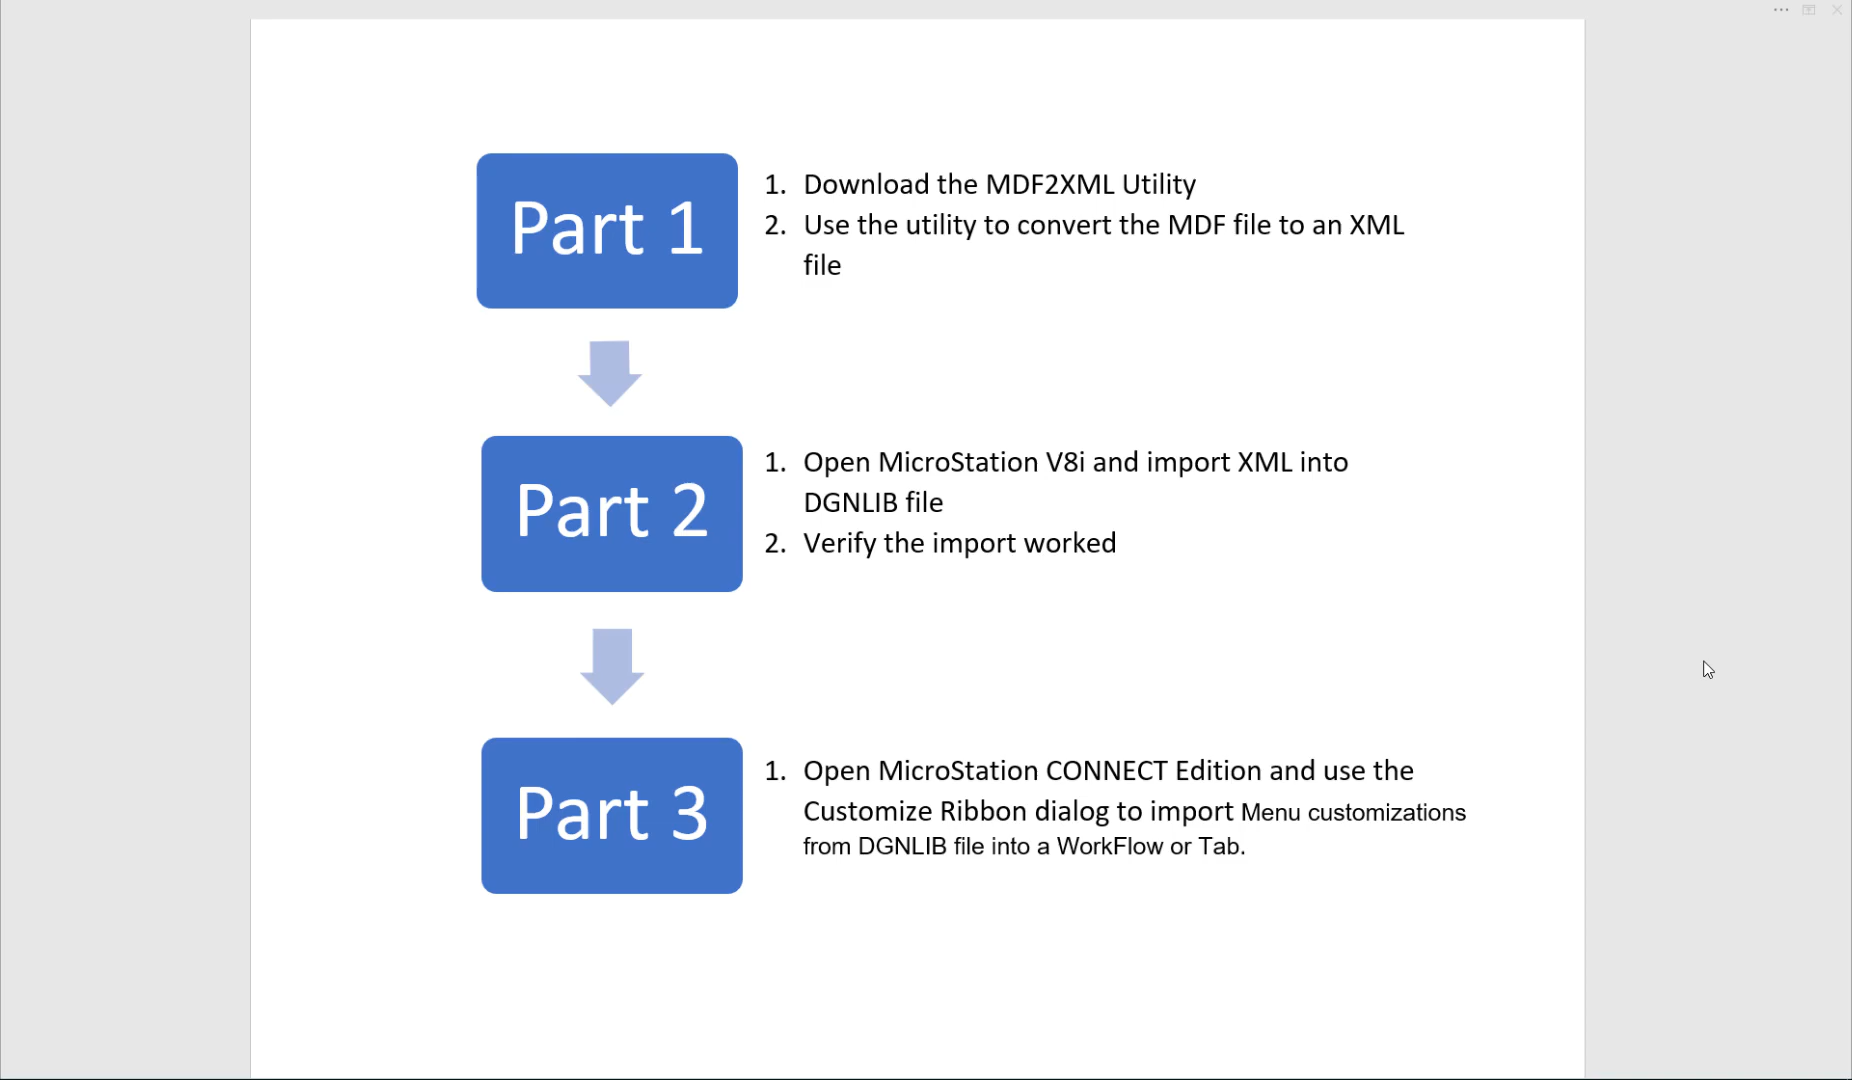 Part 1
1. Download the MDF2XML Utility
2. Use the utility to convert the MDF file to an XML
file
Part 2
1. Open MicroStation V8i and import XML into
DGNLIB file
2. Verify the import worked
Part 3
1. Open MicroStation CONNECT Edition and use the
Customize Ribbon dialog to import Menu customizations
from DGNLIB file into a WorkFlow or Tab.